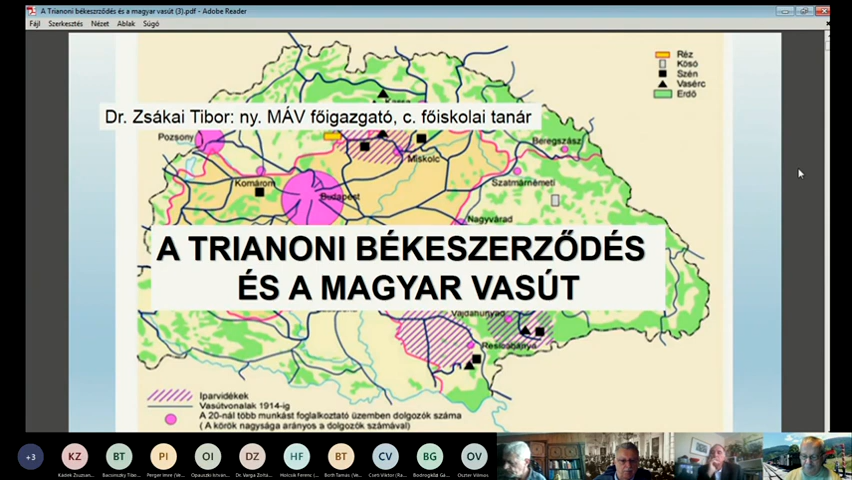 A Trianoni békeszerződés és a magyar vasút (3).pdf - Adobe Reader
Fájl Szerkesztés Nézet Ablak Súgó
Réz
Kősó
Szén
Vasérc
Erdő
Dr. Zsákai Tibor: ny. MÁV főigazgató, c. főiskolai tanár
Pozsony
Miskolc
Beregszász
Komárom
Szatmárnémeti
Budapest
Nagyvárad
A TRIANONI BÉKESZERZŐDÉS
ÉS A MAGYAR VASÚT
Vajdahunyad
Resicabánya
Iparvidékek
Vasútvonalak 1914-ig
A 20-nál több munkást foglalkoztató üzemben dolgozók száma
( A körök nagysága arányos a dolgozók számával)
+3 KZ BT PI OI DZ HF BT CV BG OV